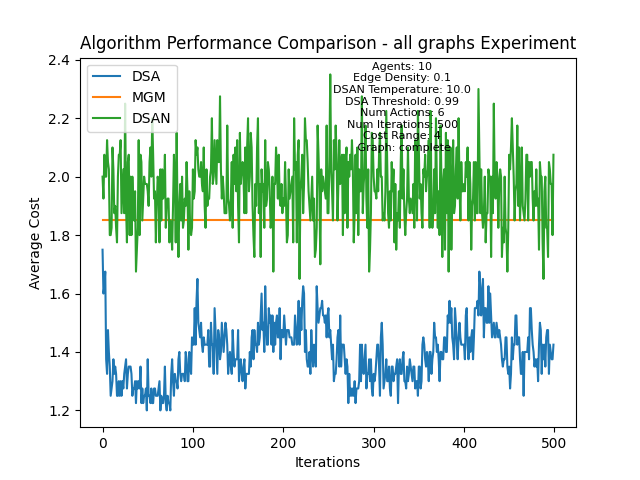 Algorithm Performance Comparison - all graphs Experiment
DSA
MGM
DSAN
Agents: 10
Edge Density: 0.1
DSAN Temperature: 10.0
DSA Threshold: 0.99
Num Actions: 6
Num Iterations: 500
Cost Range: 4
Graph: complete
Average Cost
2.4
2.2
2.0
1.8
1.6
1.4
1.2
0
100
200
300
400
500
Iterations